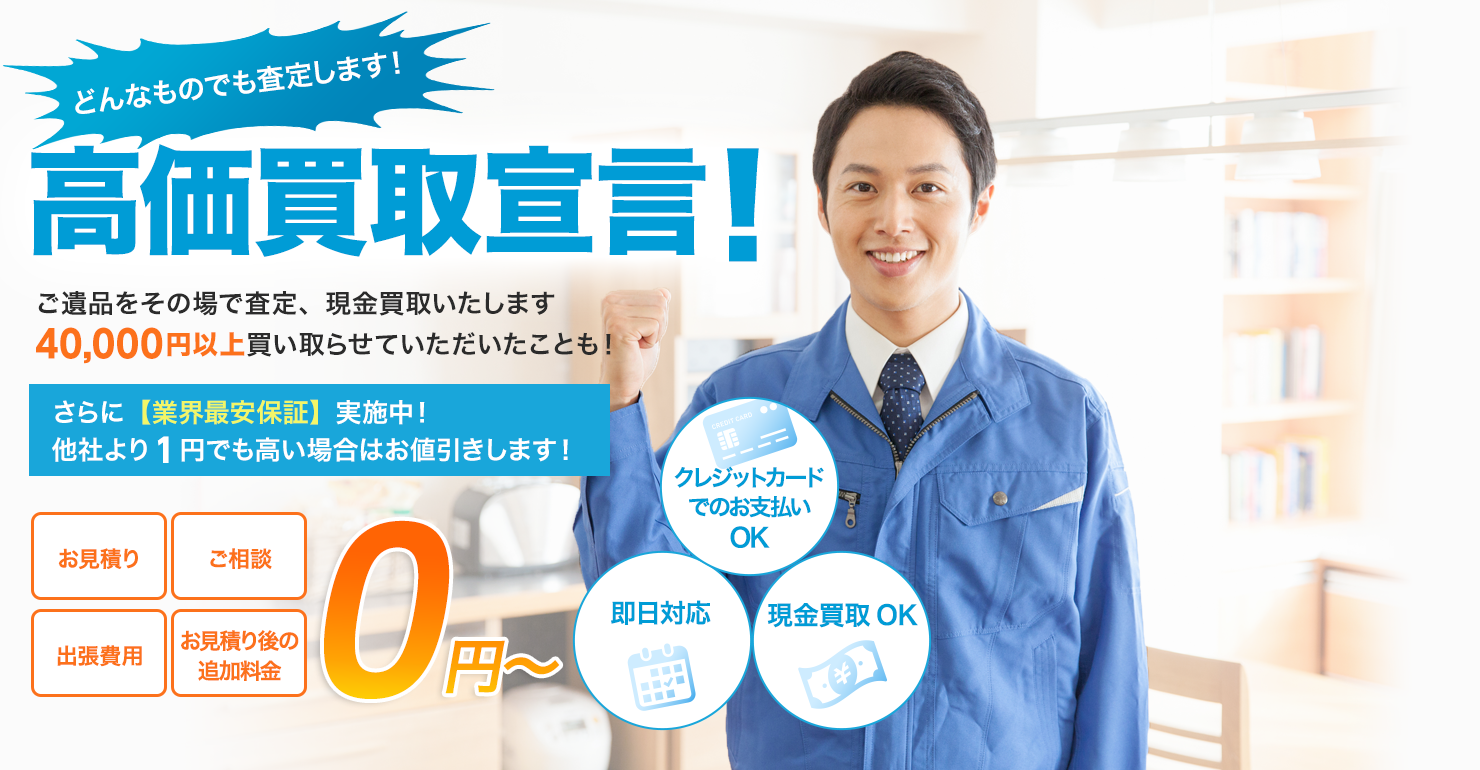 どんなものでも査定します！
高価買取宣言！
ご遺品をその場で査定、現金買取いたします
40,000円以上買い取らせていただいたことも！
さらに【業界最安保証】実施中！
他社より1円でも高い場合はお値引きします！
お見積り
ご相談
出張費用
お見積り後の
追加料金
0円〜
CREDIT CARD
クレジットカード
でのお支払い
OK
即日対応
現金買取 OK
¥